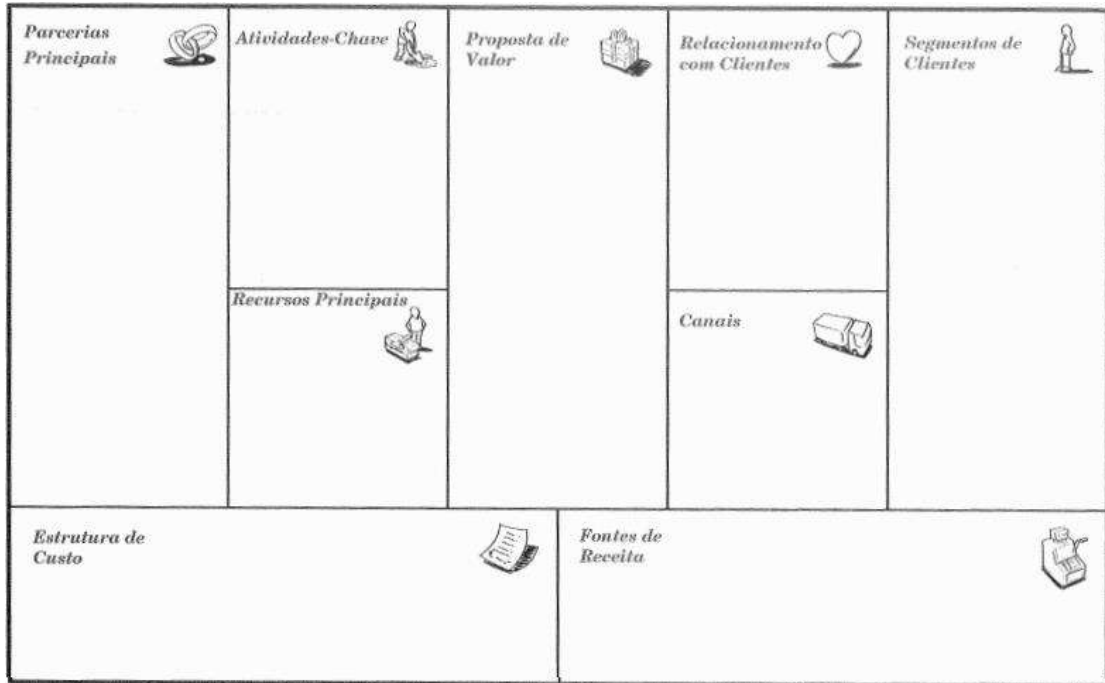 Parcerias
Principais
Atividades-Chave
Proposta de
Valor
Relacionamento
com Clientes
Segmentos de
Clientes
Recursos Principais
Canais
Estrutura de
Custo
Fontes de
Receita